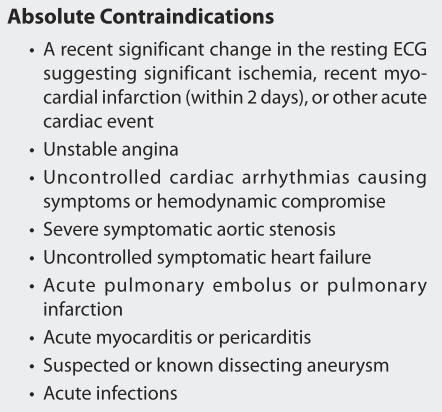 Absolute Contraindications
• A recent significant change in the resting ECG
suggesting significant ischemia, recent myo-
cardial infarction (within 2 days), or other acute
cardiac event
• Unstable angina
• Uncontrolled cardiac arrhythmias causing
symptoms or hemodynamic compromise
• Severe symptomatic aortic stenosis
• Uncontrolled symptomatic heart failure
• Acute pulmonary embolus or pulmonary
infarction
• Acute myocarditis or pericarditis
• Suspected or known dissecting aneurysm
• Acute infections